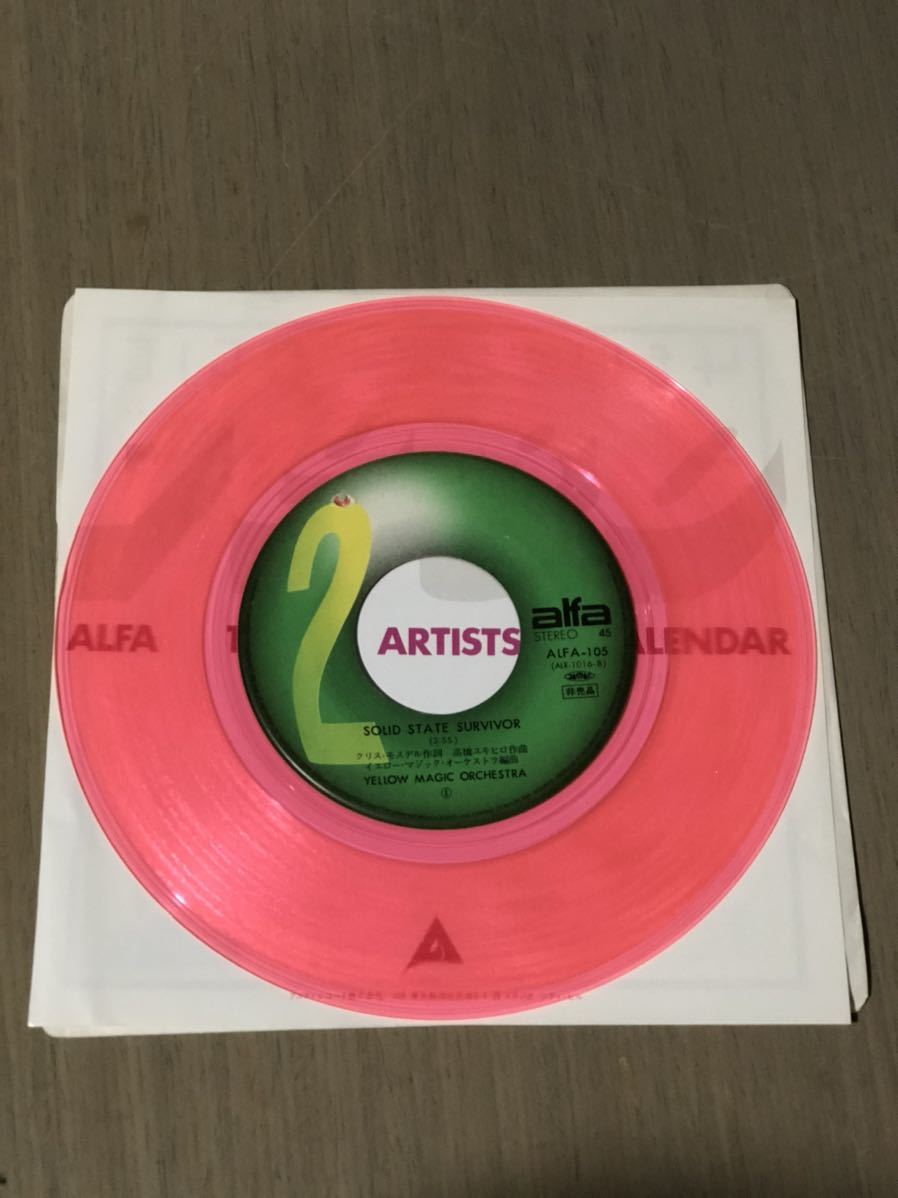 2
ALFA
ARTISTS
ALENDAR
alfa
STEREO 45
ALFA-105
(ALR-1016-B)
非売品
SOLID STATE SURVIVOR
(3.55)
クリス・モスデル作詞 高橋ユキヒロ作曲
イエロー・マジック・オーケストラ編曲
YELLOW MAGIC ORCHESTRA